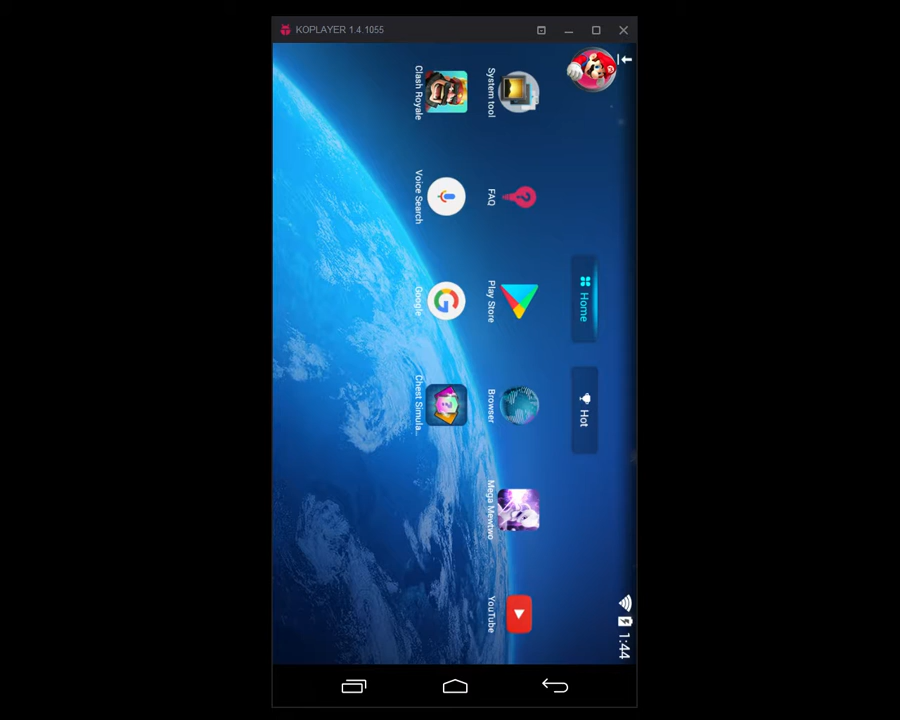 KOPLAYER 1.4.1055
1:44
Home
Hot
System tool
FAQ
Play Store
Browser
Mega Mewtwo
YouTube
Clash Royale
Voice Search
Google
Chest Simula...